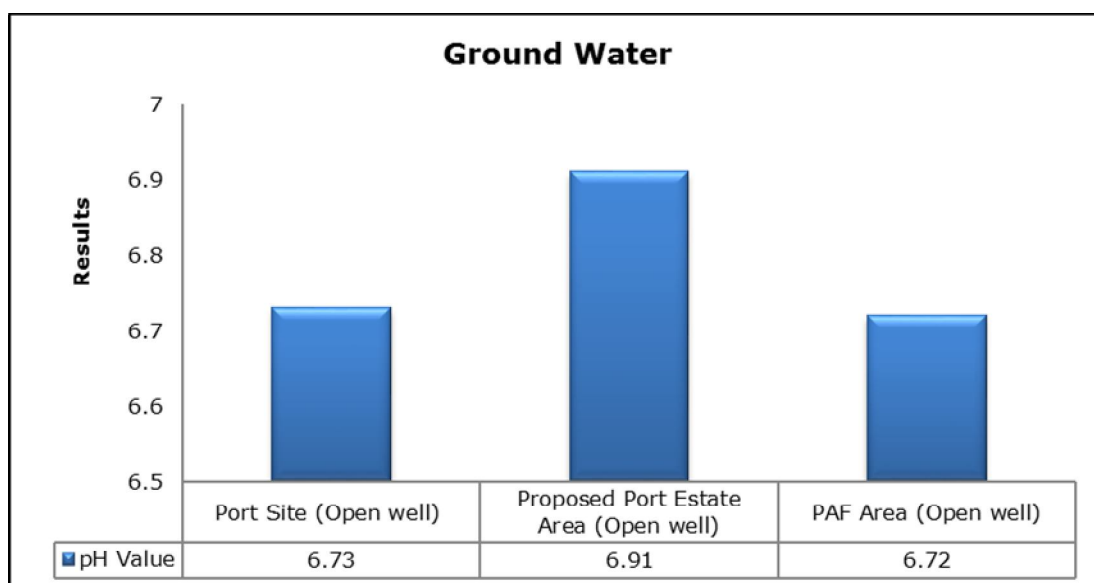 Ground Water
Results
7
6.9
6.8
6.7
6.6
6.5
Port Site (Open well)
Proposed Port Estate
Area (Open well)
PAF Area (Open well)
pH Value 6.73 6.91 6.72